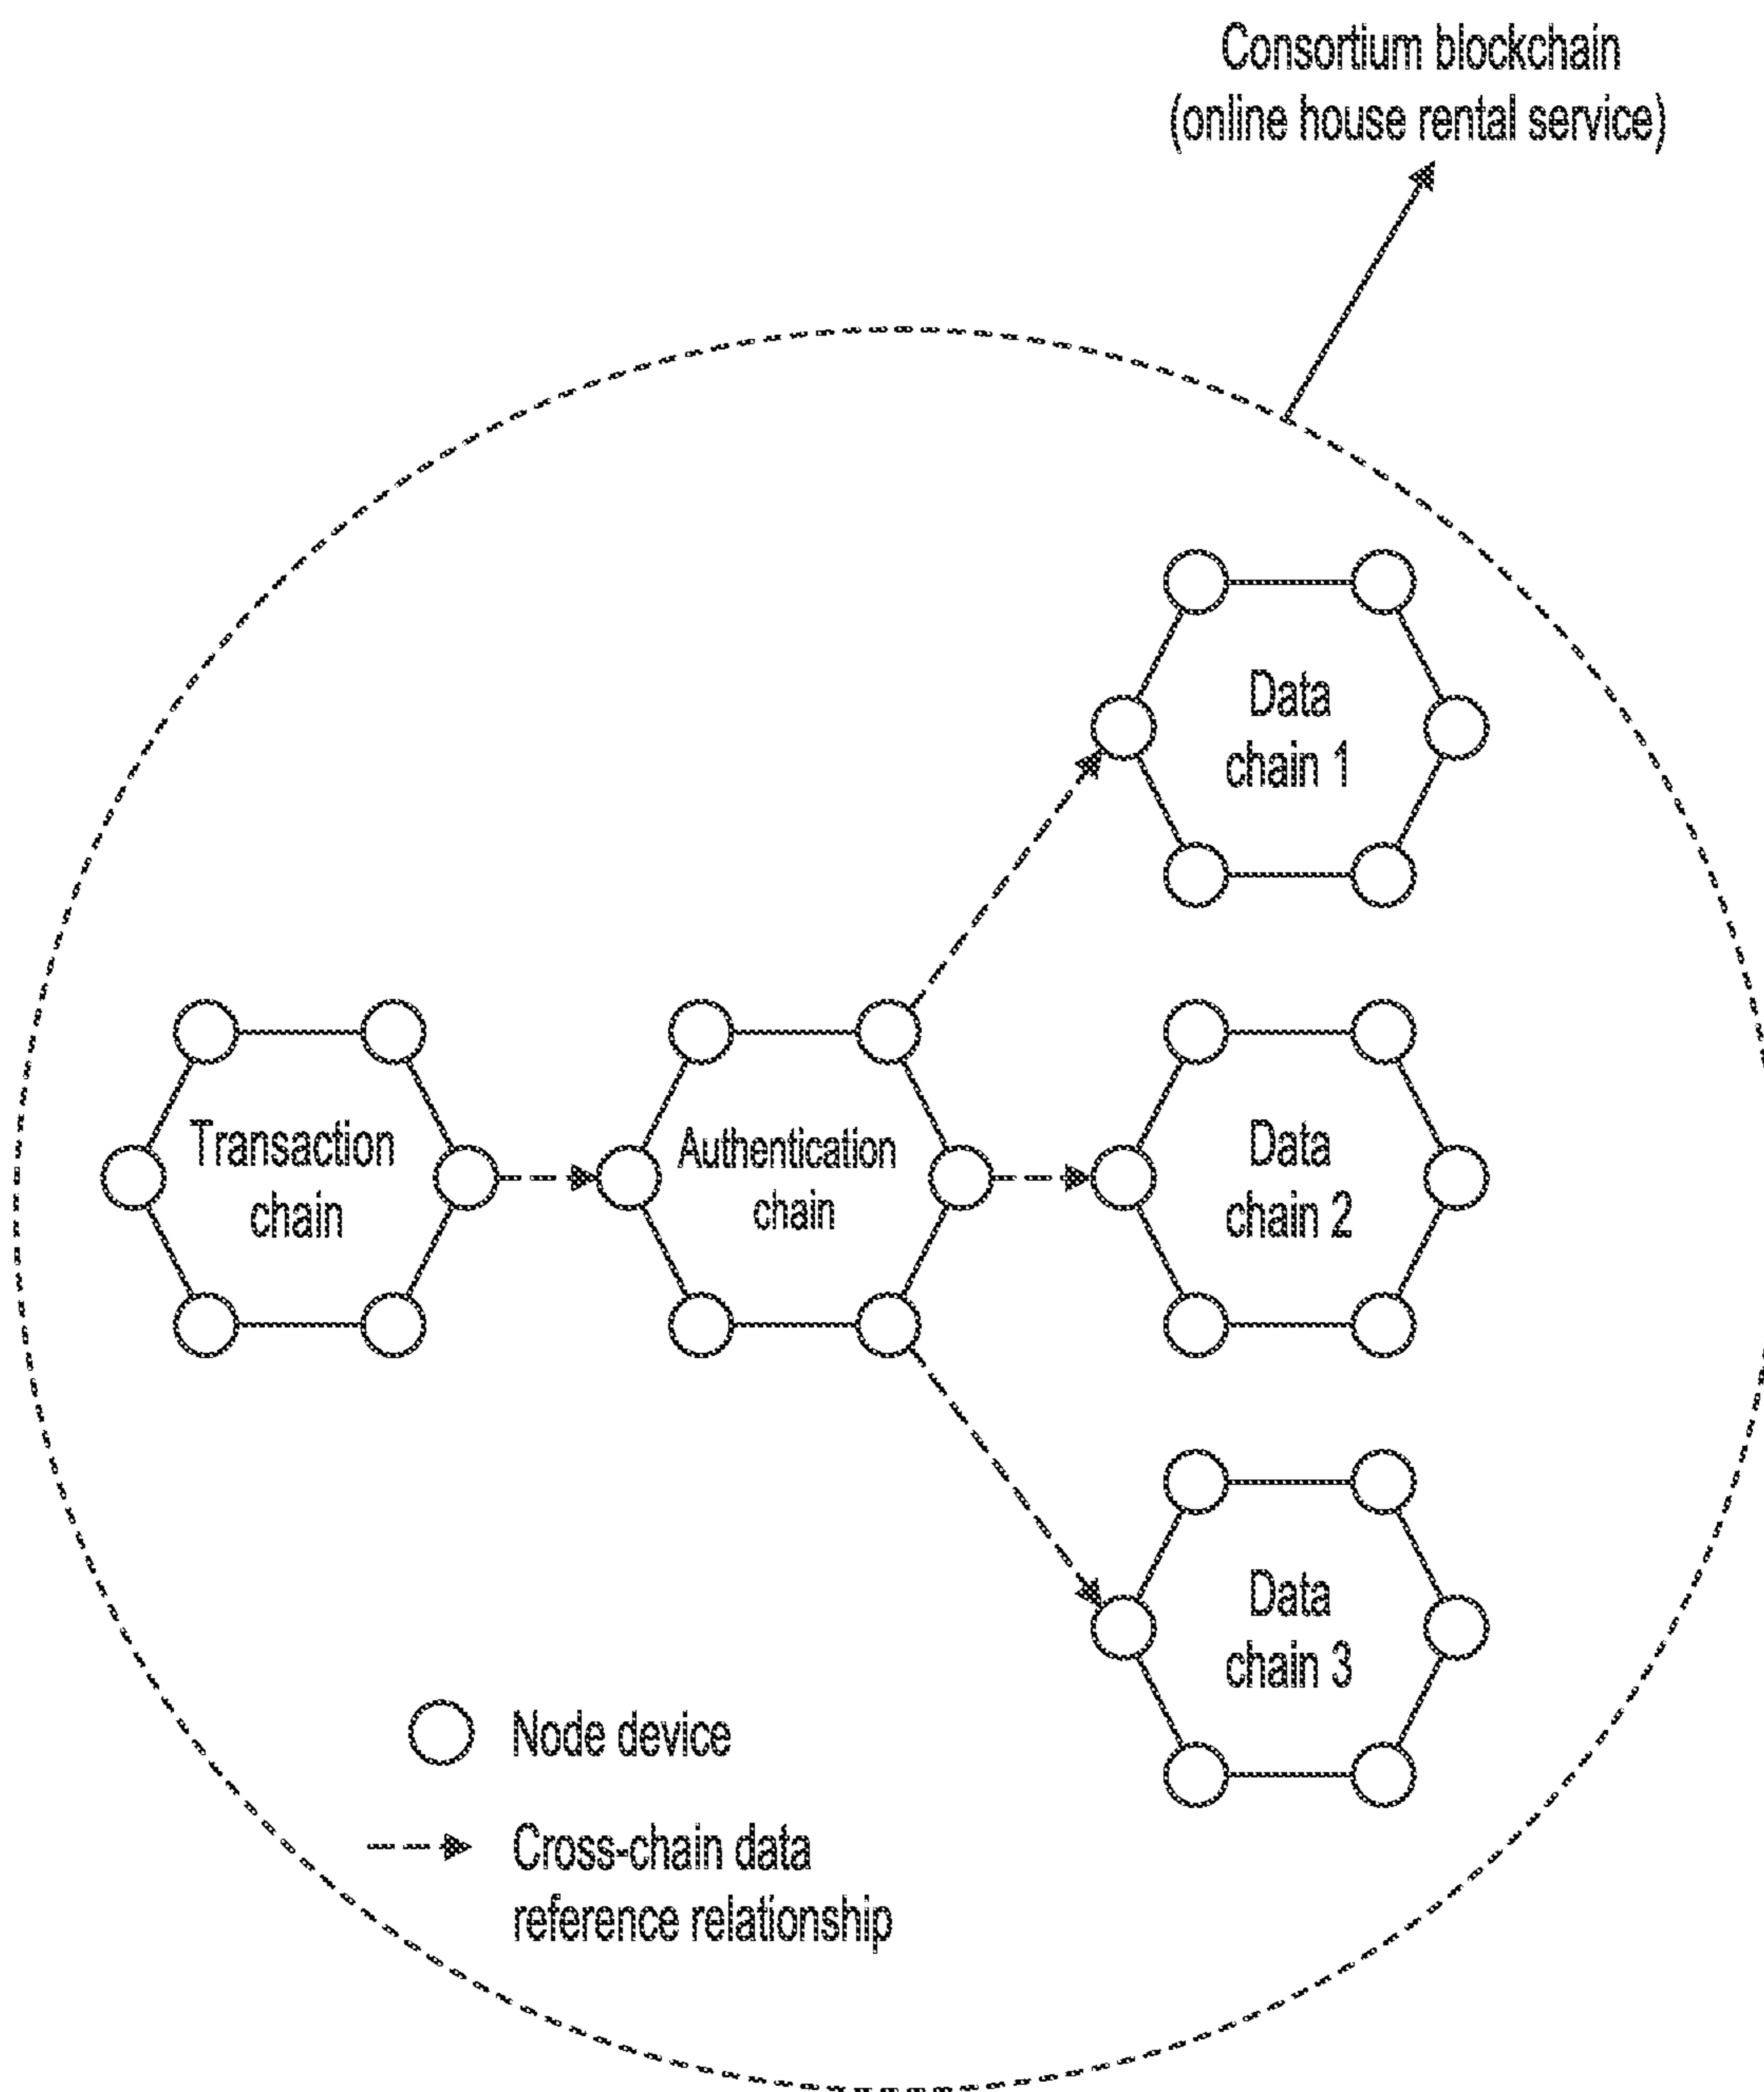 Consortium blockchain
(online house rental service)
Data
chain 1
Transaction
chain
Authentication
chain
Data
chain 2
Data
chain 3
Node device
Cross-chain data
reference relationship